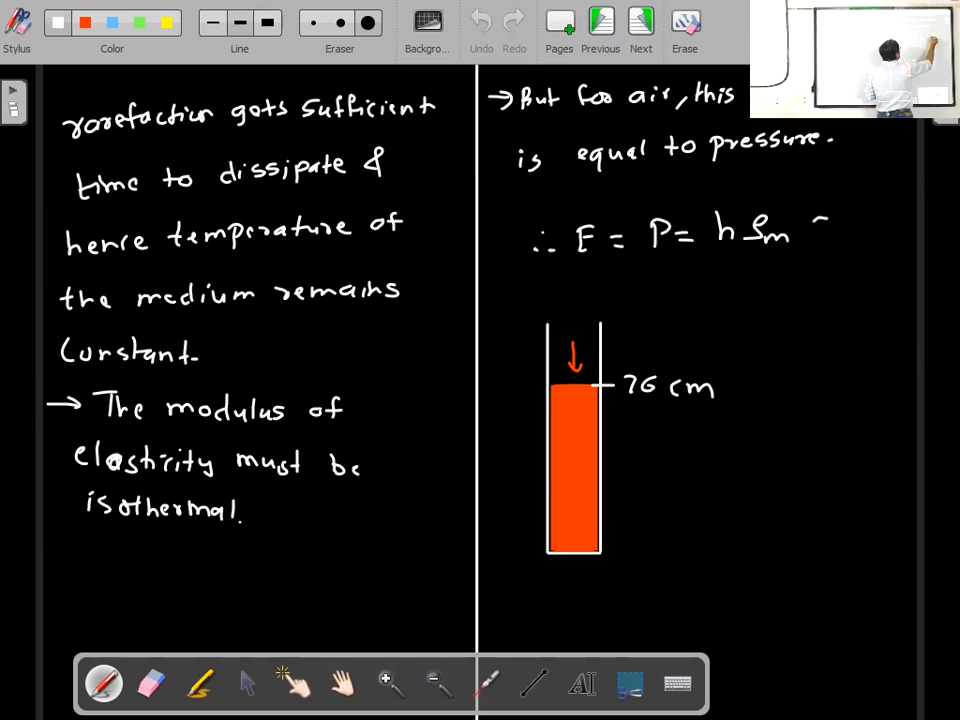 Stylus
Color
Line
Eraser
Backgro...
Undo
Redo
Pages
Previous
Next
Erase
rarefaction gets sufficient
time to dissipate &
hence temperature of
the medium remains
constant.
→ The modulus of
elasticity must be
isothermal.
→ But for air, this
is equal to pressure.
∴ E = P = h ρm
76 cm
AI